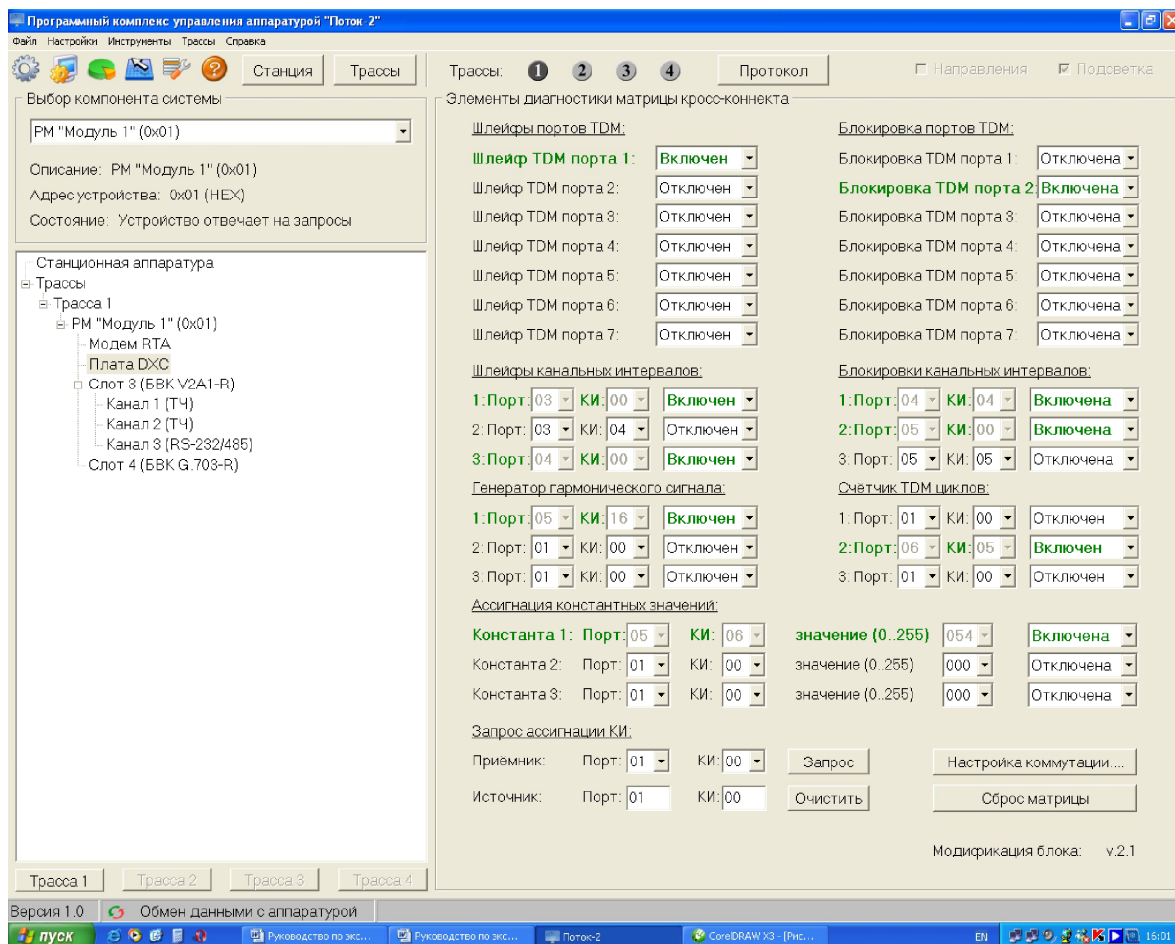 Программный комплекс управления аппаратурой "Поток-2"
Файл Настройки Инструменты Трассы Справка
Станция Трассы Трассы: 1 2 3 4 Протокол Направления Подсветка
Выбор компонента системы
РМ "Модуль 1" (0x01)
Описание: РМ "Модуль 1" (0x01)
Адрес устройства: 0x01 (HEX)
Состояние: Устройство отвечает на запросы
Станционная аппаратура
Трассы
Трасса 1
РМ "Модуль 1" (0x01)
Модем RTA
Плата DXC
Слот 3 (БВК V2A1-R)
Канал 1 (ТЧ)
Канал 2 (ТЧ)
Канал 3 (RS-232/485)
Слот 4 (БВК G.703-R)
Трасса 1 Трасса 2 Трасса 3 Трасса 4
Элементы диагностики матрицы кросс-коннекта
Шлейфы портов TDM:
Шлейф TDM порта 1: Включен
Шлейф TDM порта 2: Отключен
Шлейф TDM порта 3: Отключен
Шлейф TDM порта 4: Отключен
Шлейф TDM порта 5: Отключен
Шлейф TDM порта 6: Отключен
Шлейф TDM порта 7: Отключен
Блокировка портов TDM:
Блокировка TDM порта 1: Отключена
Блокировка TDM порта 2: Включена
Блокировка TDM порта 3: Отключена
Блокировка TDM порта 4: Отключена
Блокировка TDM порта 5: Отключена
Блокировка TDM порта 6: Отключена
Блокировка TDM порта 7: Отключена
Шлейфы канальных интервалов:
1: Порт: 03 КИ: 00 Включен
2: Порт: 03 КИ: 04 Отключен
3: Порт: 04 КИ: 00 Включен
Блокировки канальных интервалов:
1: Порт: 04 КИ: 04 Включена
2: Порт: 05 КИ: 00 Включена
3: Порт: 05 КИ: 05 Отключена
Генератор гармонического сигнала:
1: Порт: 05 КИ: 16 Включен
2: Порт: 01 КИ: 00 Отключен
3: Порт: 01 КИ: 00 Отключен
Счётчик TDM циклов:
1: Порт: 01 КИ: 00 Отключен
2: Порт: 06 КИ: 05 Включен
3: Порт: 01 КИ: 00 Отключен
Ассигнация константных значений:
Константа 1: Порт: 05 КИ: 06 значение (0..255) 054 Включена
Константа 2: Порт: 01 КИ: 00 значение (0..255) 000 Отключена
Константа 3: Порт: 01 КИ: 00 значение (0..255) 000 Отключена
Запрос ассигнации КИ:
Приёмник: Порт: 01 КИ: 00 Запрос Настройка коммутации....
Источник: Порт: 01 КИ: 00 Очистить Сброс матрицы
Модификация блока: v.2.1
Версия 1.0 Обмен данными с аппаратурой
пуск Руководство по экс... Руководство по экс... Поток-2 CorelDRAW X3 - [Рис... EN 16:01